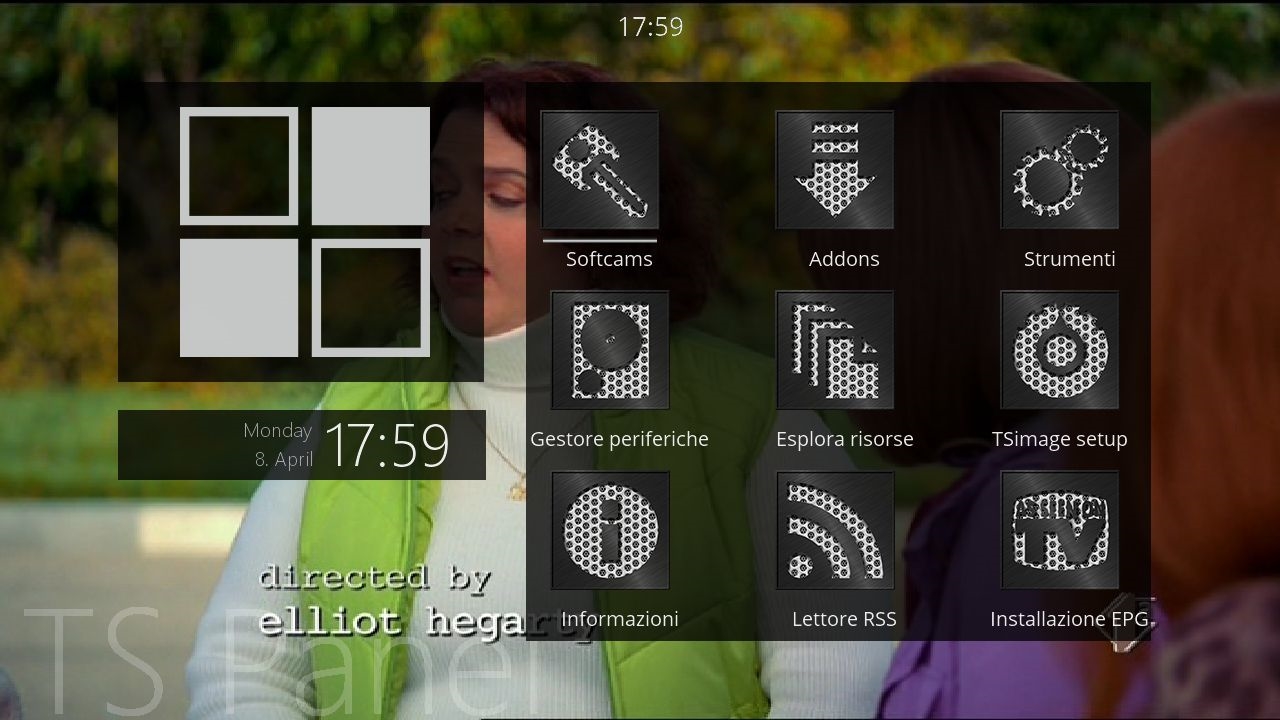 17:59
Softcams
Addons
Strumenti
Gestore periferiche
Esplora risorse
TSimage setup
Monday
8. April
17:59
TV
directed by
elliot hegarty
Informazioni
Lettore RSS
Installazione EPG
TS Panel